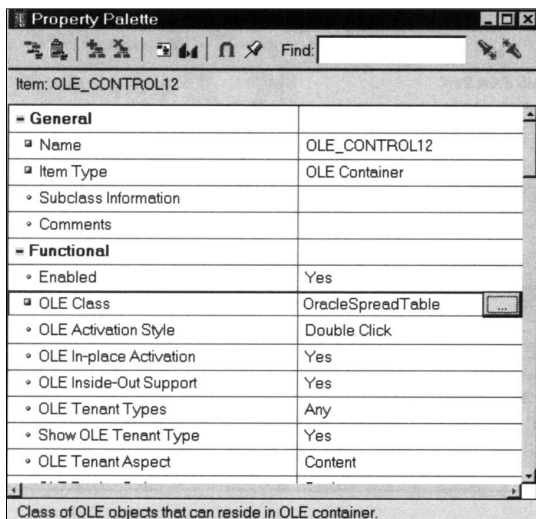 Property Palette
Find:
Item: OLE_CONTROL12
General
Name OLE_CONTROL12
Item Type OLE Container
Subclass Information
Comments
Functional
Enabled Yes
OLE Class OracleSpreadTable ...
OLE Activation Style Double Click
OLE In-place Activation Yes
OLE Inside-Out Support Yes
OLE Tenant Types Any
Show OLE Tenant Type Yes
OLE Tenant Aspect Content
Class of OLE objects that can reside in OLE container.